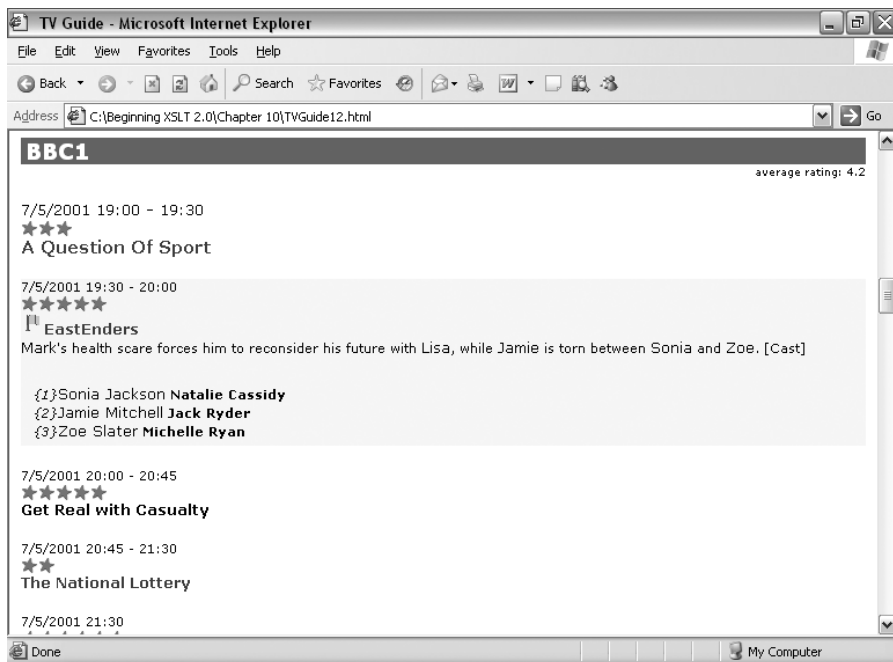 TV Guide - Microsoft Internet Explorer
File Edit View Favorites Tools Help
Back Search Favorites
Address C:\Beginning XSLT 2.0\Chapter 10\TVGuide12.html Go
BBC1
average rating: 4.2
7/5/2001 19:00 - 19:30
A Question Of Sport
7/5/2001 19:30 - 20:00
EastEnders
Mark's health scare forces him to reconsider his future with Lisa, while Jamie is torn between Sonia and Zoe. [Cast]
{1}Sonia Jackson Natalie Cassidy
{2}Jamie Mitchell Jack Ryder
{3}Zoe Slater Michelle Ryan
7/5/2001 20:00 - 20:45
Get Real with Casualty
7/5/2001 20:45 - 21:30
The National Lottery
7/5/2001 21:30
Done My Computer